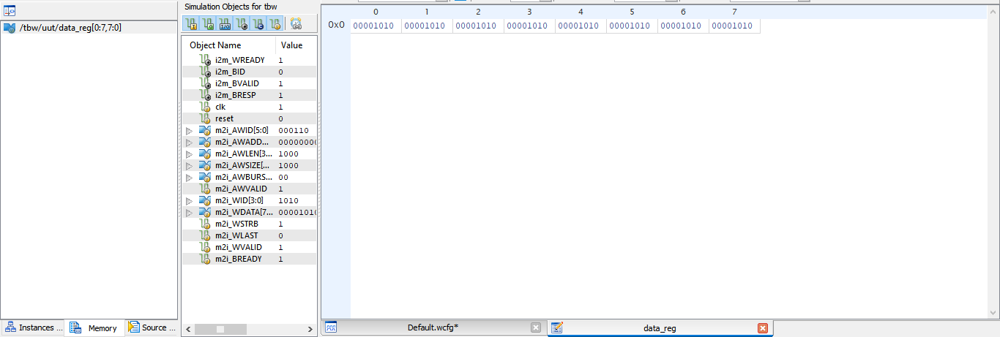 /tbw/uut/data_reg[0:7,7:0]
Instances ...
Memory
Source ...
Simulation Objects for tbw
Object Name Value
i2m_WREADY 1
i2m_BID 0
i2m_BVALID 1
i2m_BRESP 1
clk 1
reset 0
m2i_AWID[5:0] 000110
m2i_AWADD... 00000000
m2i_AWLEN[3... 1000
m2i_AWSIZE[... 1000
m2i_AWBURS... 00
m2i_AWVALID 1
m2i_WID[3:0] 1010
m2i_WDATA[7... 00001010
m2i_WSTRB 1
m2i_WLAST 0
m2i_WVALID 1
m2i_BREADY 1
0 1 2 3 4 5 6 7
0x0 00001010 00001010 00001010 00001010 00001010 00001010 00001010 00001010
Default.wcfg*
data_reg